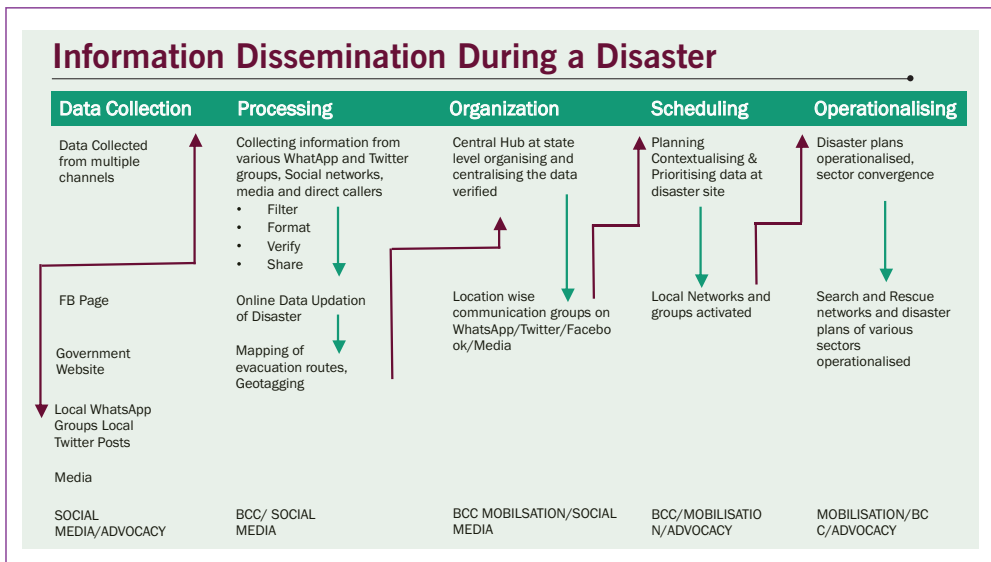 Information Dissemination During a Disaster
Data Collection
Data Collected
from multiple
channels
FB Page
Government
Website
Local WhatsApp
Groups Local
Twitter Posts
Media
SOCIAL
MEDIA/ADVOCACY
Processing
Collecting information from
various WhatApp and Twitter
groups, Social networks,
media and direct callers
• Filter
• Format
• Verify
• Share
Online Data Updation
of Disaster
Mapping of
evacuation routes,
Geotagging
BCC/ SOCIAL
MEDIA
Organization
Central Hub at state
level organising and
centralising the data
verified
Location wise
communication groups on
WhatsApp/Twitter/Facebo
ok/Media
BCC MOBILSATION/SOCIAL
MEDIA
Scheduling
Planning
Contextualising &
Prioritising data at
disaster site
Local Networks and
groups activated
BCC/MOBILISATIO
N/ADVOCACY
Operationalising
Disaster plans
operationalised,
sector convergence
Search and Rescue
networks and disaster
plans of various
sectors
operationalised
MOBILISATION/BC
C/ADVOCACY